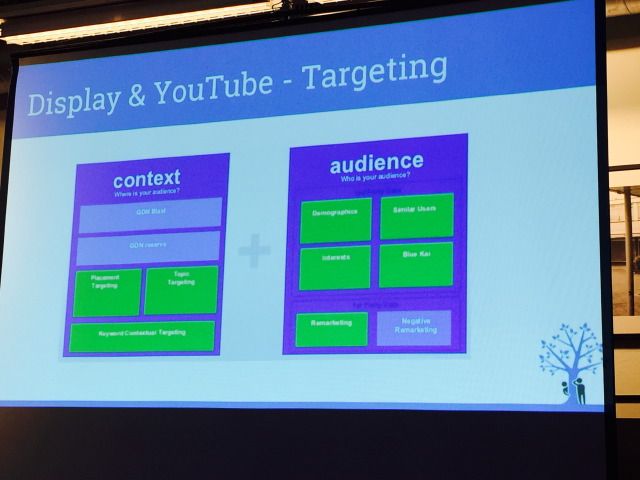 Display & YouTube - Targeting
context
Where is your audience?
GDN Blast
GDN reserve
Placement
Targeting
Topic
Targeting
Keyword Contextual Targeting
+
audience
Who is your audience?
Demographics
Similar Users
Interests
Blue Kai
1st Party Data
Remarketing
Negative
Remarketing